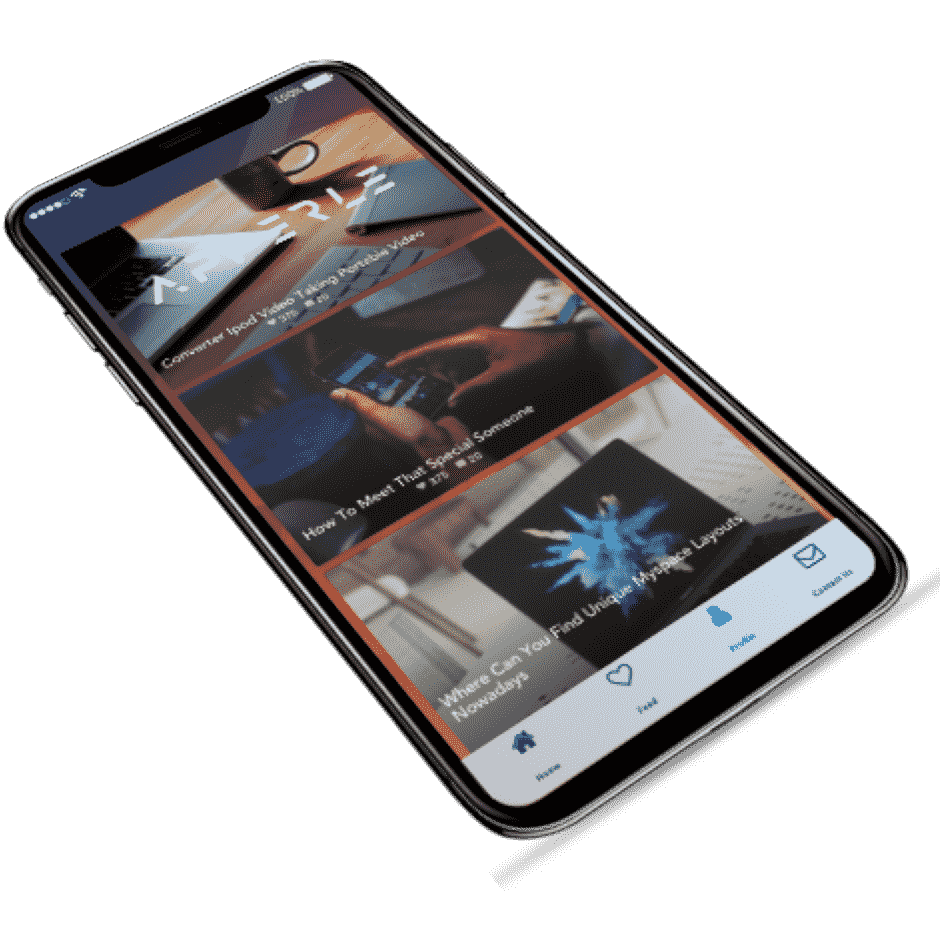 100%
Converter Ipod Video Taking Portable Video
375 20
How To Meet That Special Someone
375 20
Where Can You Find Unique Myspace Layouts
Nowadays
Home
Feed
Profile
Contact Us